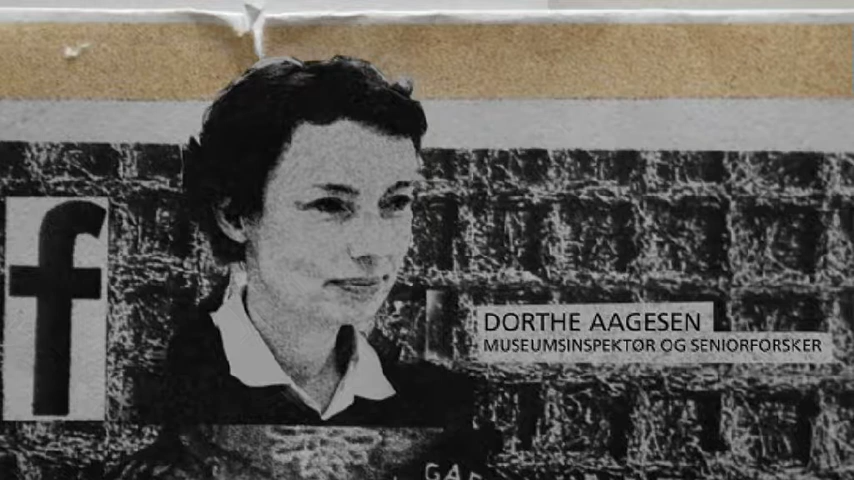 f
DORTHE AAGESEN
MUSEUMSINSPEKTØR OG SENIORFORSKER